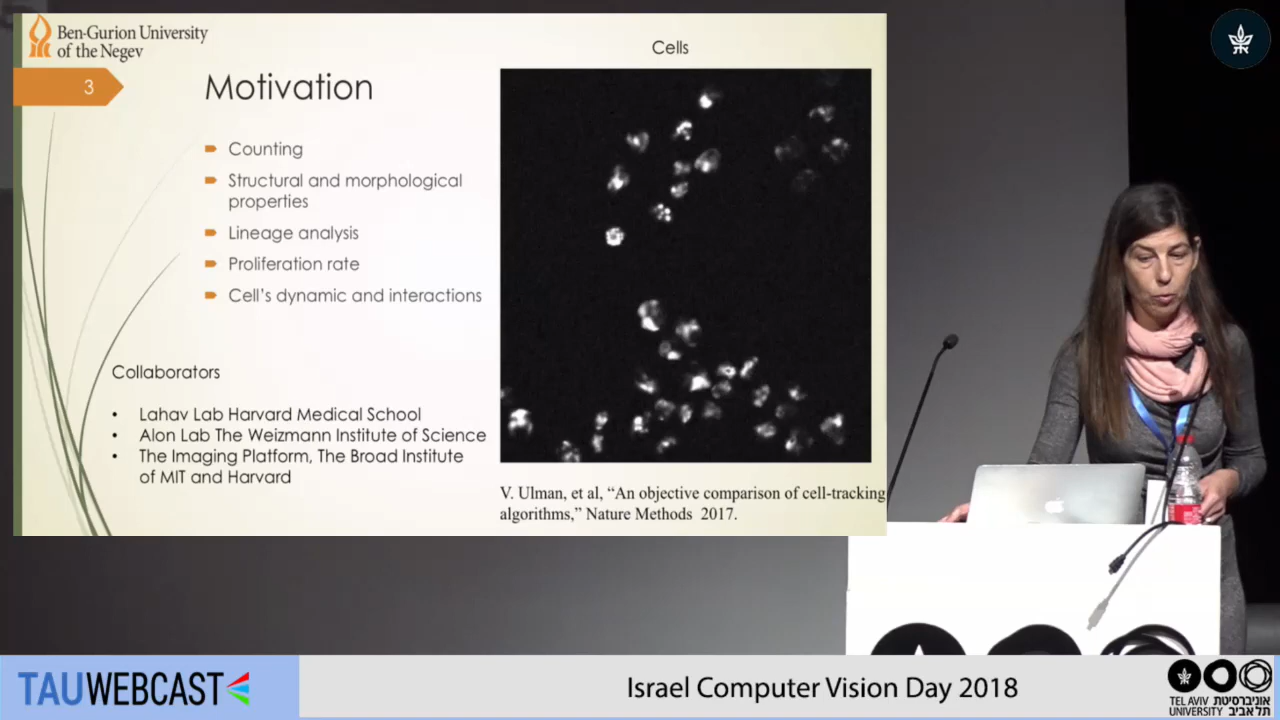 Ben-Gurion University
of the Negev
3
Motivation
Counting
Structural and morphological
properties
Lineage analysis
Proliferation rate
Cell's dynamic and interactions
Collaborators
• Lahav Lab Harvard Medical School
• Alon Lab The Weizmann Institute of Science
• The Imaging Platform, The Broad Institute
of MIT and Harvard
Cells
V. Ulman, et al, “An objective comparison of cell-tracking
algorithms,” Nature Methods 2017.
TAUWEBCAST
Israel Computer Vision Day 2018
TEL AVIV אוניברסיטת
UNIVERSITY תל אביב